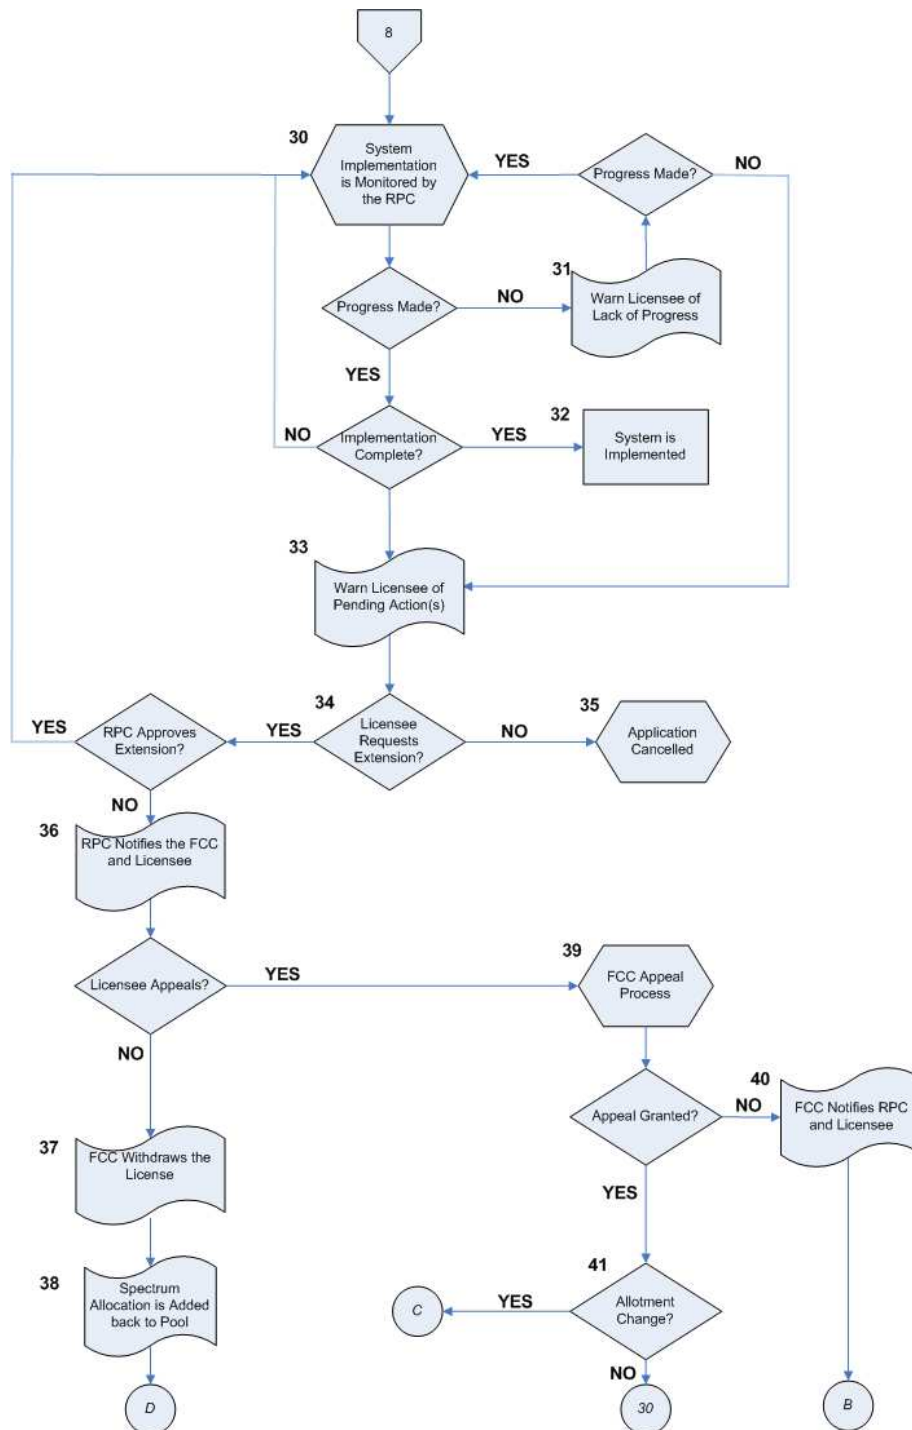 8
30
System
Implementation
is Monitored by
the RPC
YES
Progress Made?
NO
31
Warn Licensee of
Lack of Progress
Progress Made?
NO
YES
32
Implementation
Complete?
NO
YES
System is
Implemented
33
Warn Licensee of
Pending Action(s)
34
35
YES
RPC Approves
Extension?
YES
Licensee
Requests
Extension?
NO
Application
Cancelled
NO
36
RPC Notifies the FCC
and Licensee
39
Licensee Appeals?
YES
FCC Appeal
Process
NO
40
Appeal Granted?
NO
FCC Notifies RPC
and Licensee
37
FCC Withdraws the
License
YES
38
Spectrum
Allocation is Added
back to Pool
41
C
YES
Allotment
Change?
NO
D
30
B